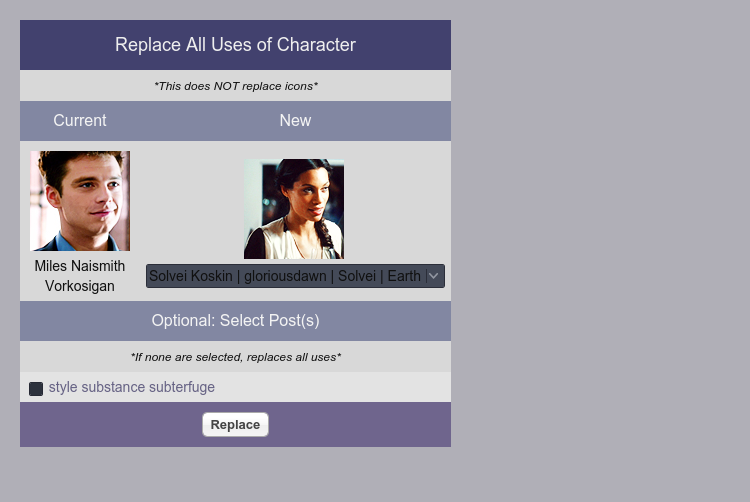 Replace All Uses of Character
*This does NOT replace icons*
Current New
Miles Naismith
Vorkosigan
Solvei Koskin | gloriousdawn | Solvei | Earth |
Optional: Select Post(s)
*If none are selected, replaces all uses*
style substance subterfuge
Replace